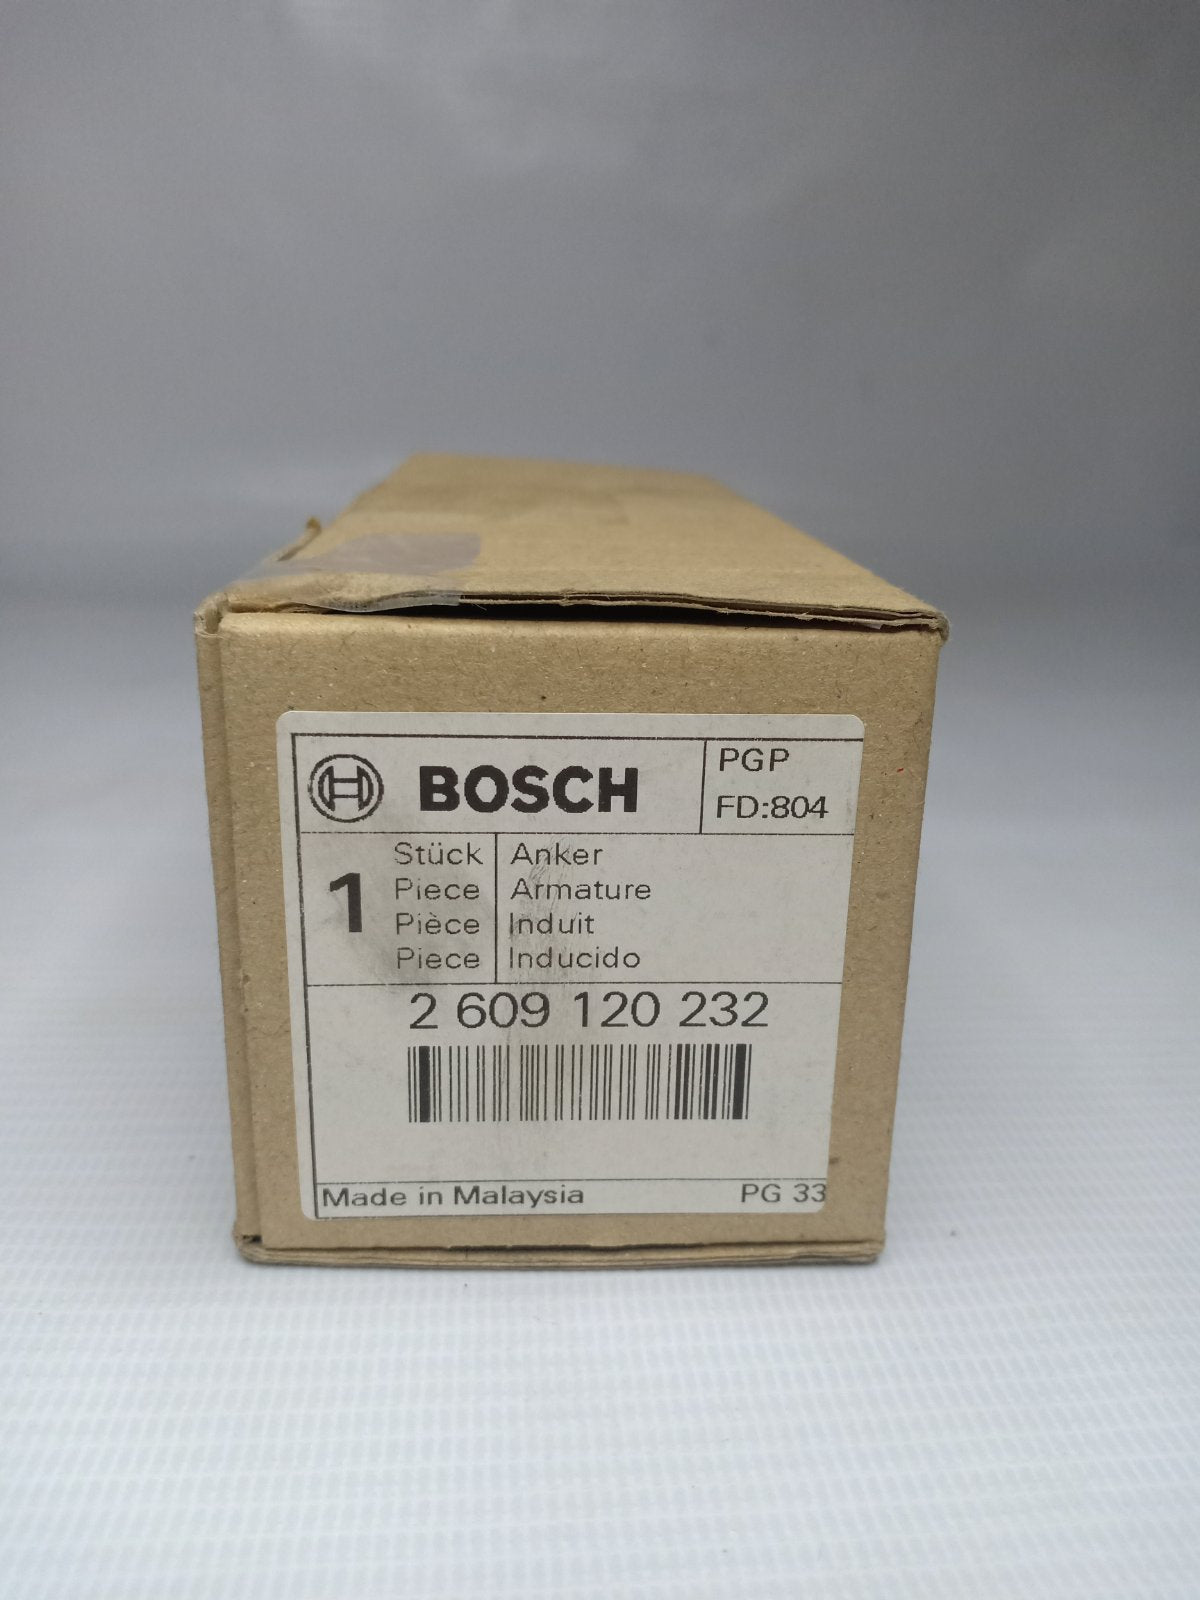 BOSCH
PGP
FD:804
1
Stück
Piece
Pièce
Piece
Anker
Armature
Induit
Inducido
2 609 120 232
Made in Malaysia
PG 33